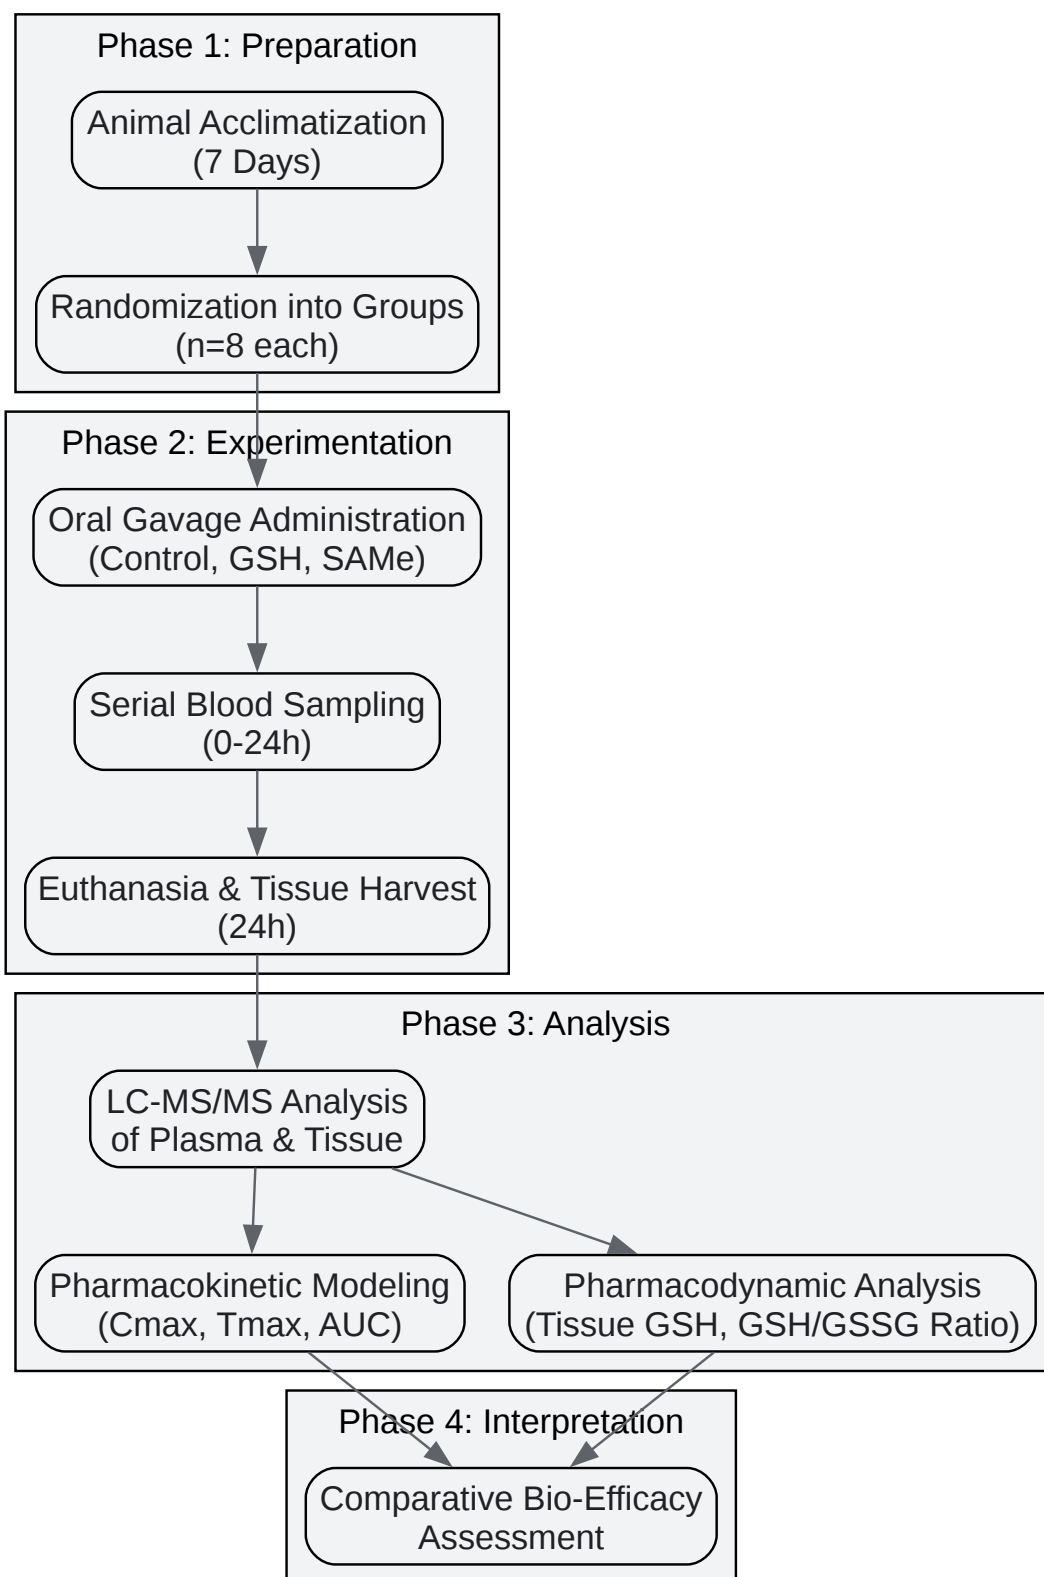 Phase 1: Preparation
Animal Acclimatization
(7 Days)
Randomization into Groups
(n=8 each)
Phase 2: Experimentation
Oral Gavage Administration
(Control, GSH, SAMe)
Serial Blood Sampling
(0-24h)
Euthanasia & Tissue Harvest
(24h)
Phase 3: Analysis
LC-MS/MS Analysis
of Plasma & Tissue
Pharmacokinetic Modeling
(Cmax, Tmax, AUC)
Pharmacodynamic Analysis
(Tissue GSH, GSH/GSSG Ratio)
Phase 4: Interpretation
Comparative Bio-Efficacy
Assessment